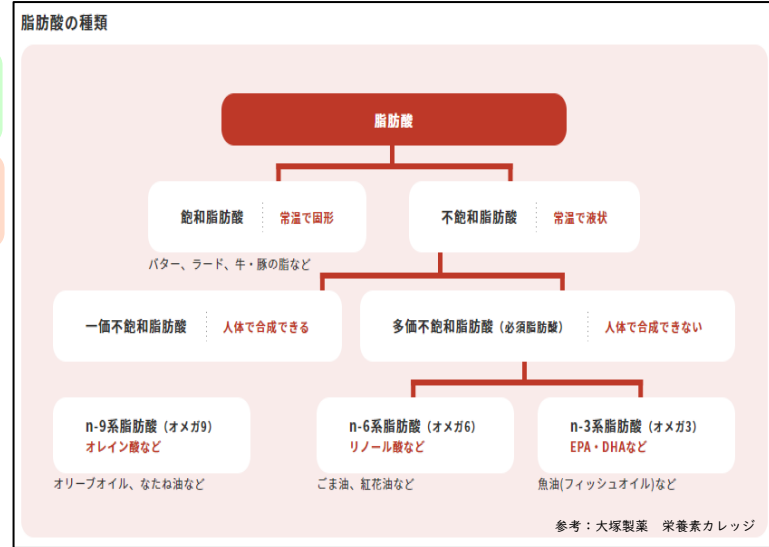 脂肪酸の種類
脂肪酸
飽和脂肪酸 常温で固形
不飽和脂肪酸 常温で液状
バター、ラード、牛・豚の脂など
一価不飽和脂肪酸 人体で合成できる
多価不飽和脂肪酸（必須脂肪酸） 人体で合成できない
n-9系脂肪酸（オメガ9）
オレイン酸など
オリーブオイル、なたね油など
n-6系脂肪酸（オメガ6）
リノール酸など
ごま油、紅花油など
n-3系脂肪酸（オメガ3）
EPA・DHAなど
魚油(フィッシュオイル)など
参考：大塚製薬　栄養素カレッジ